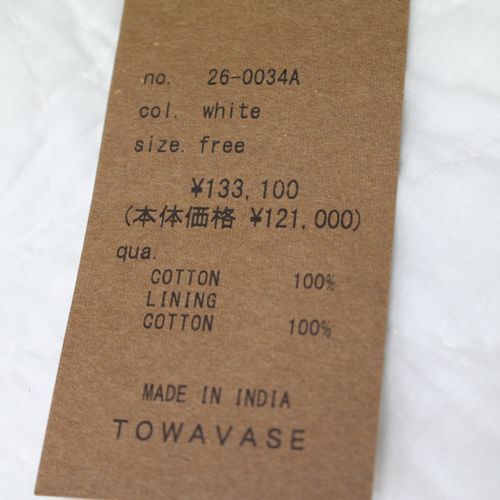 no. 26-0034A
col. white
size. free
¥133,100
(本体価格 ¥121,000)
qua.
COTTON 100%
LINING
COTTON 100%
MADE IN INDIA
TOWAVASE